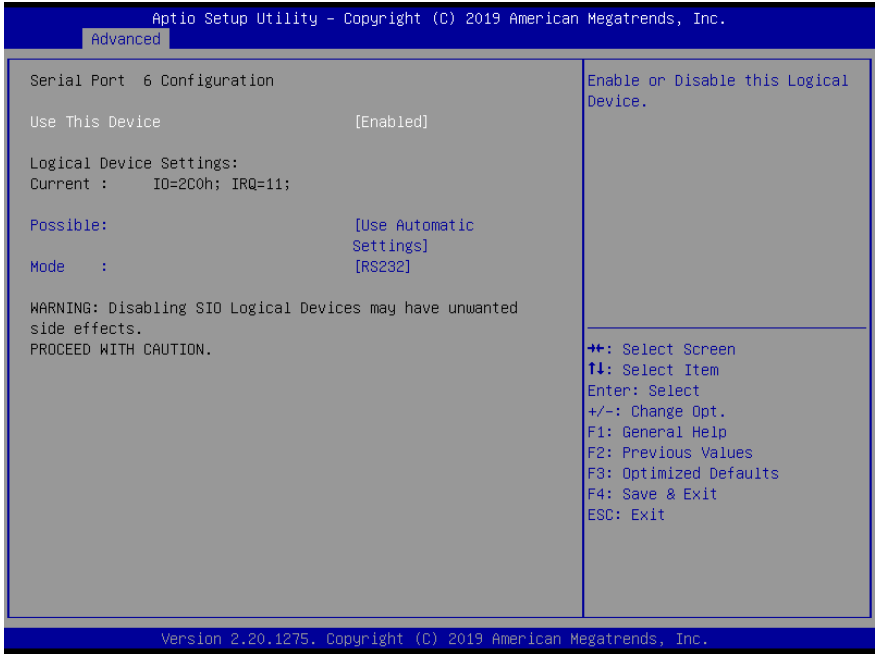 Aptio Setup Utility – Copyright (C) 2019 American Megatrends, Inc.
Advanced
Serial Port  6 Configuration
Use This Device [Enabled]
Logical Device Settings:
Current : IO=2C0h; IRQ=11;
Possible: [Use Automatic
Settings]
Mode : [RS232]
WARNING: Disabling SIO Logical Devices may have unwanted
side effects.
PROCEED WITH CAUTION.
Enable or Disable this Logical
Device.
→←: Select Screen
↑↓: Select Item
Enter: Select
+/-: Change Opt.
F1: General Help
F2: Previous Values
F3: Optimized Defaults
F4: Save & Exit
ESC: Exit
Version 2.20.1275. Copyright (C) 2019 American Megatrends, Inc.